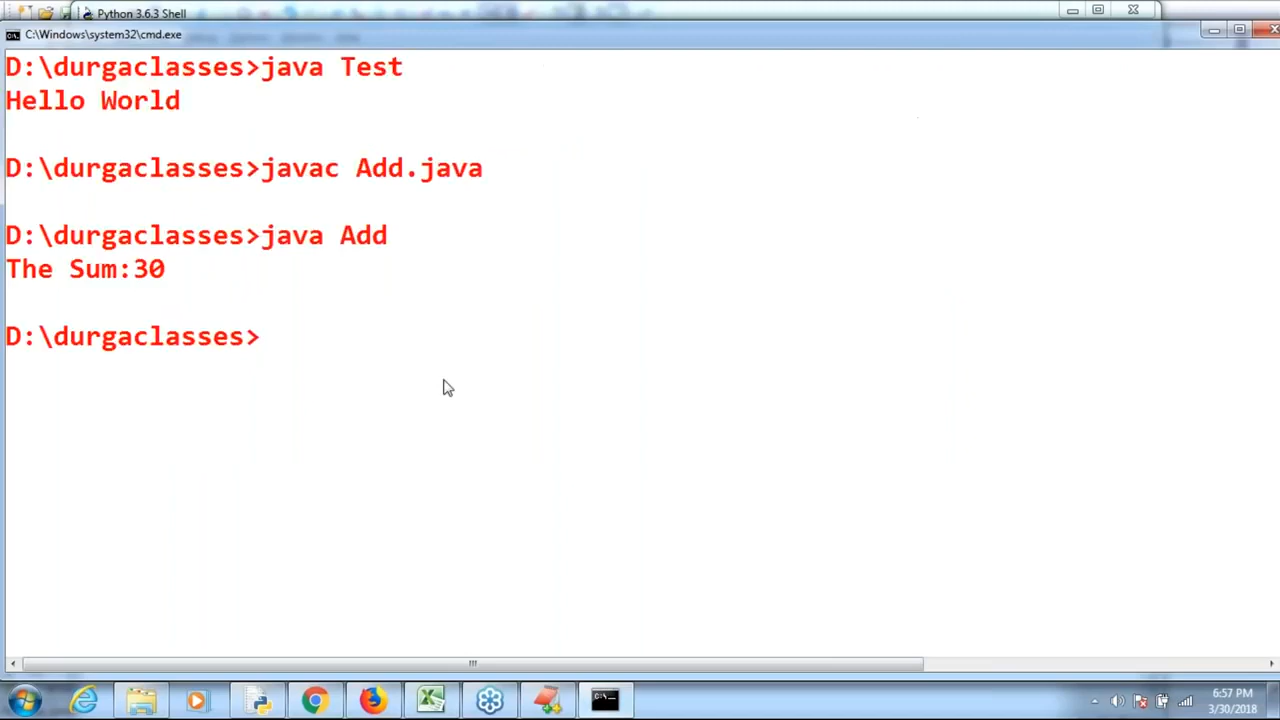 Python 3.6.3 Shell
C:\Windows\system32\cmd.exe
D:\durgaclasses>java Test
Hello World
D:\durgaclasses>javac Add.java
D:\durgaclasses>java Add
The Sum:30
D:\durgaclasses>
6:57 PM
3/30/2018